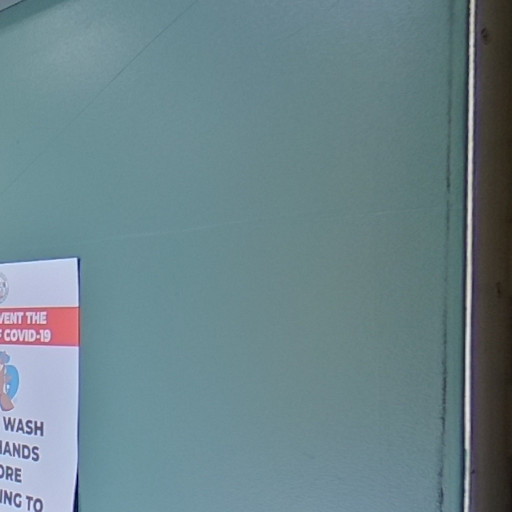 VENT THE
F COVID-19
WASH
HANDS
ORE
ING TO